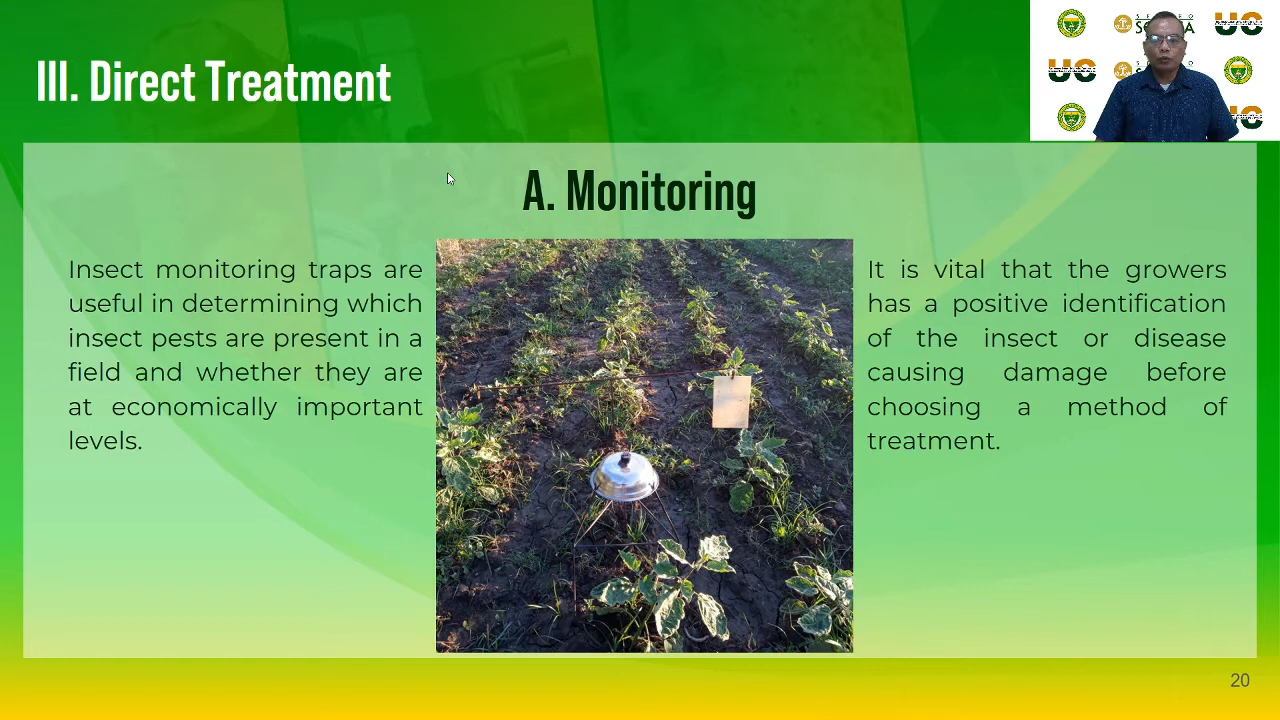 III. Direct Treatment
A. Monitoring
Insect monitoring traps are
useful in determining which
insect pests are present in a
field and whether they are
at economically important
levels.
It is vital that the growers
has a positive identification
of the insect or disease
causing damage before
choosing a method of
treatment.
20